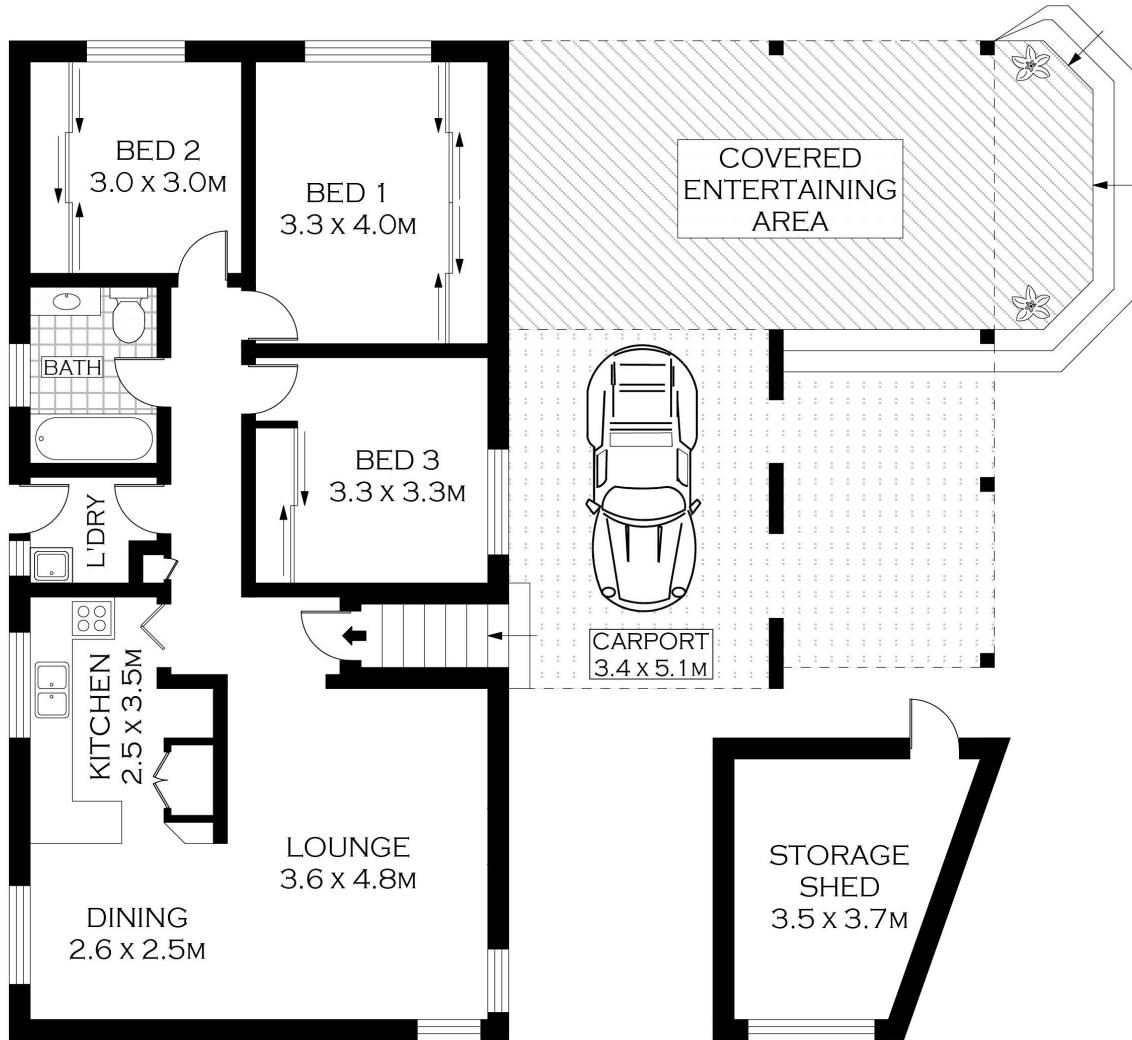 BED 2
3.0 X 3.0M
BED 1
3.3 X 4.0M
COVERED
ENTERTAINING
AREA
BATH
BED 3
3.3 X 3.3M
L'DRY
CARPORT
3.4 X 5.1M
KITCHEN
2.5 X 3.5M
LOUNGE
3.6 X 4.8M
DINING
2.6 X 2.5M
STORAGE
SHED
3.5 X 3.7M